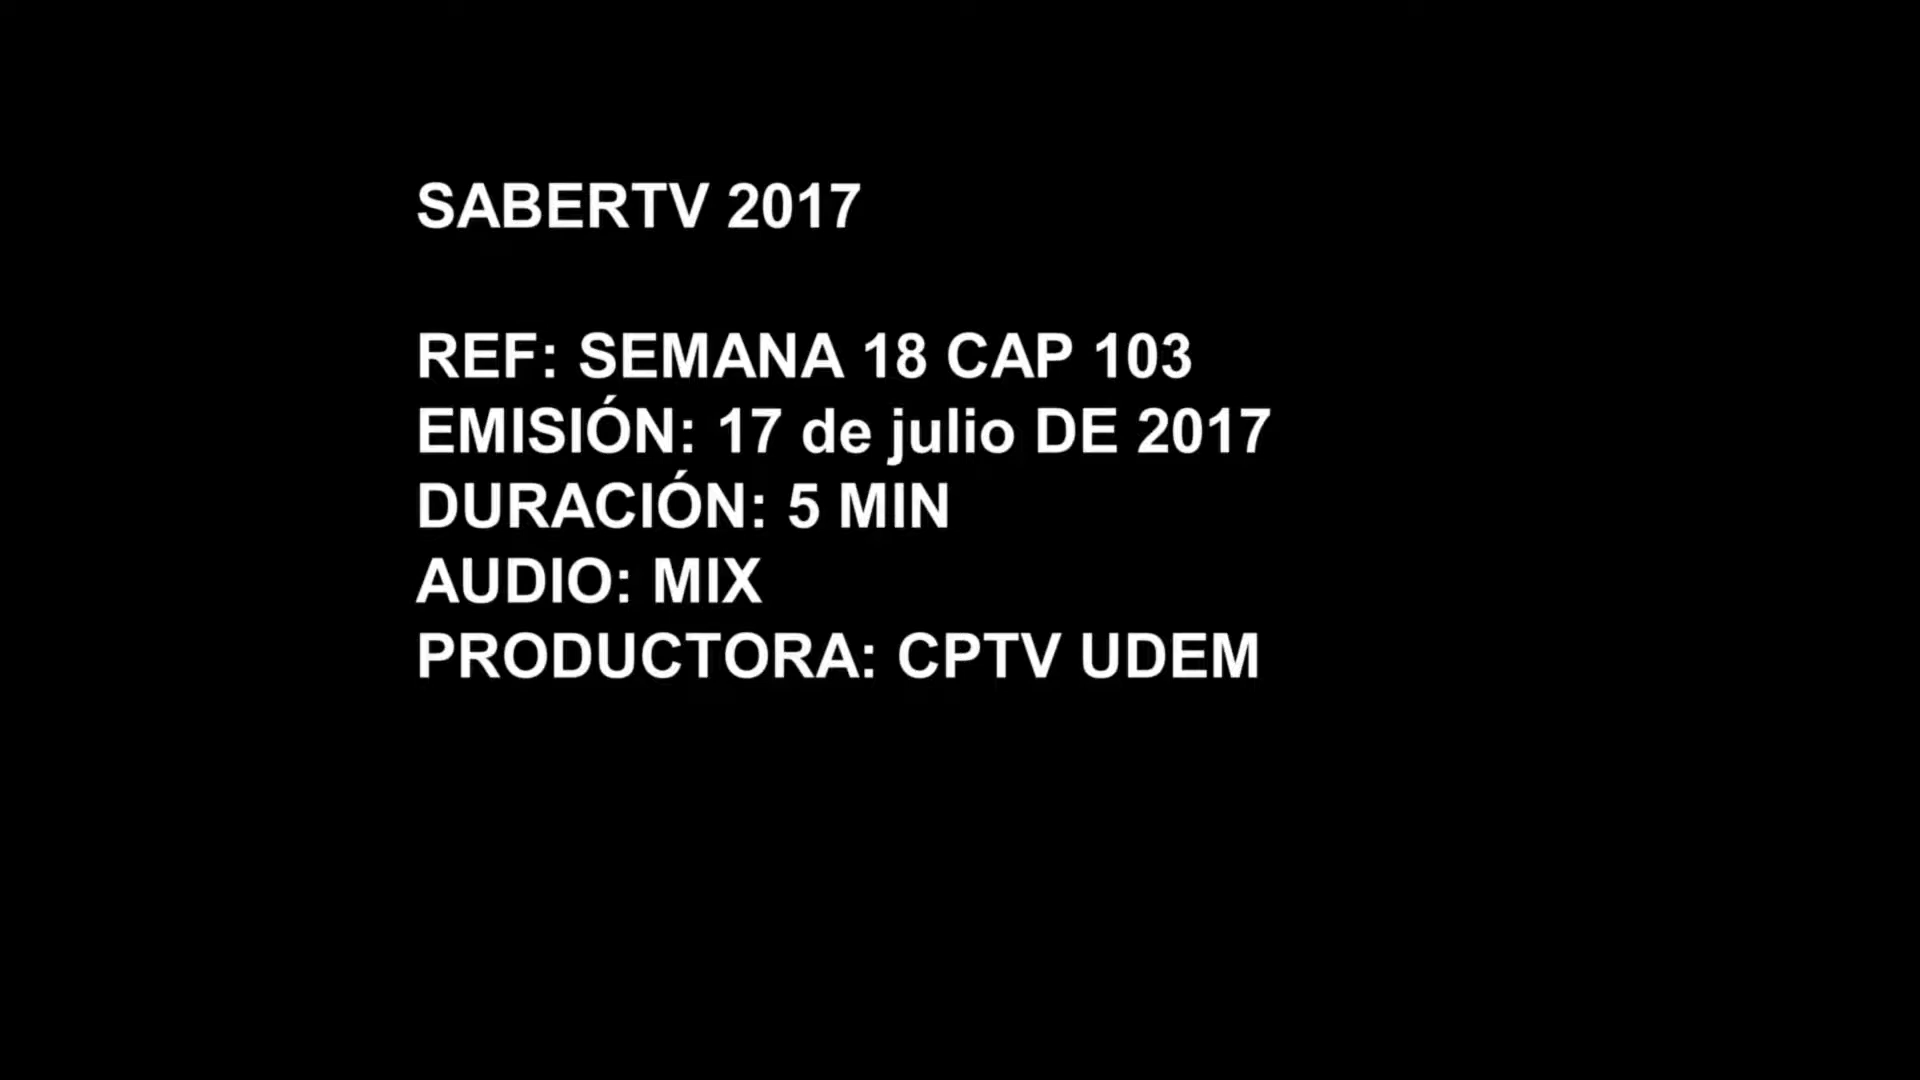 SABERTV 2017
REF: SEMANA 18 CAP 103
EMISIÓN: 17 de julio DE 2017
DURACIÓN: 5 MIN
AUDIO: MIX
PRODUCTORA: CPTV UDEM